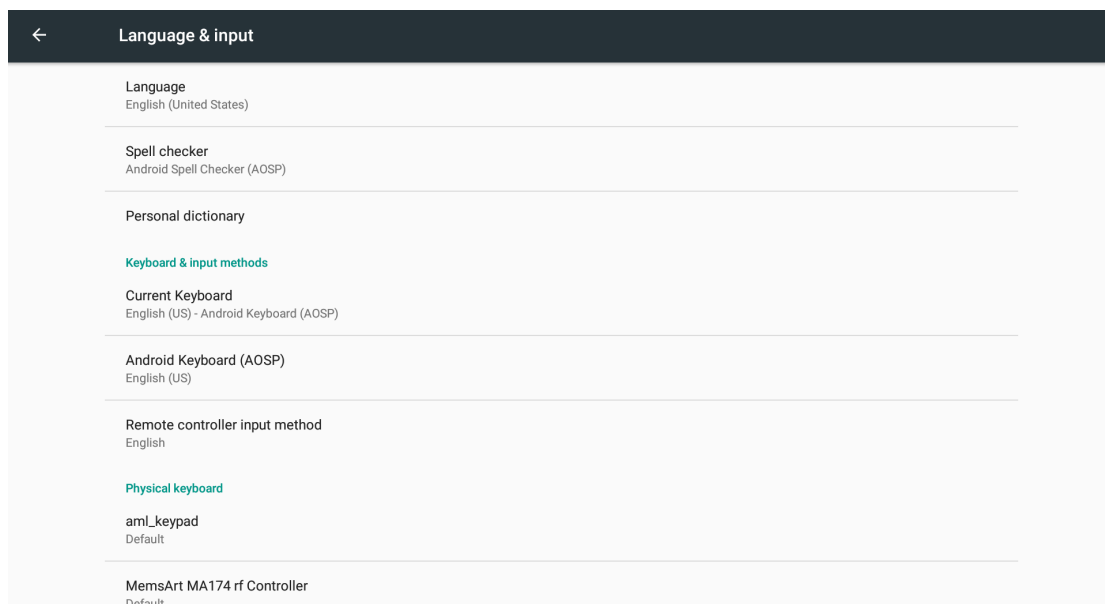 Language & input
Language
English (United States)
Spell checker
Android Spell Checker (AOSP)
Personal dictionary
Keyboard & input methods
Current Keyboard
English (US) - Android Keyboard (AOSP)
Android Keyboard (AOSP)
English (US)
Remote controller input method
English
Physical keyboard
aml_keypad
Default
MemsArt MA174 rf Controller
Default